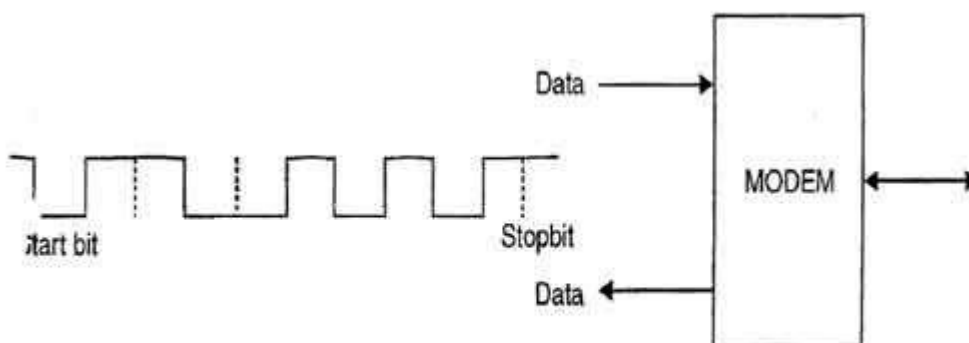 Data
MODEM
Start bit
Stopbit
Data